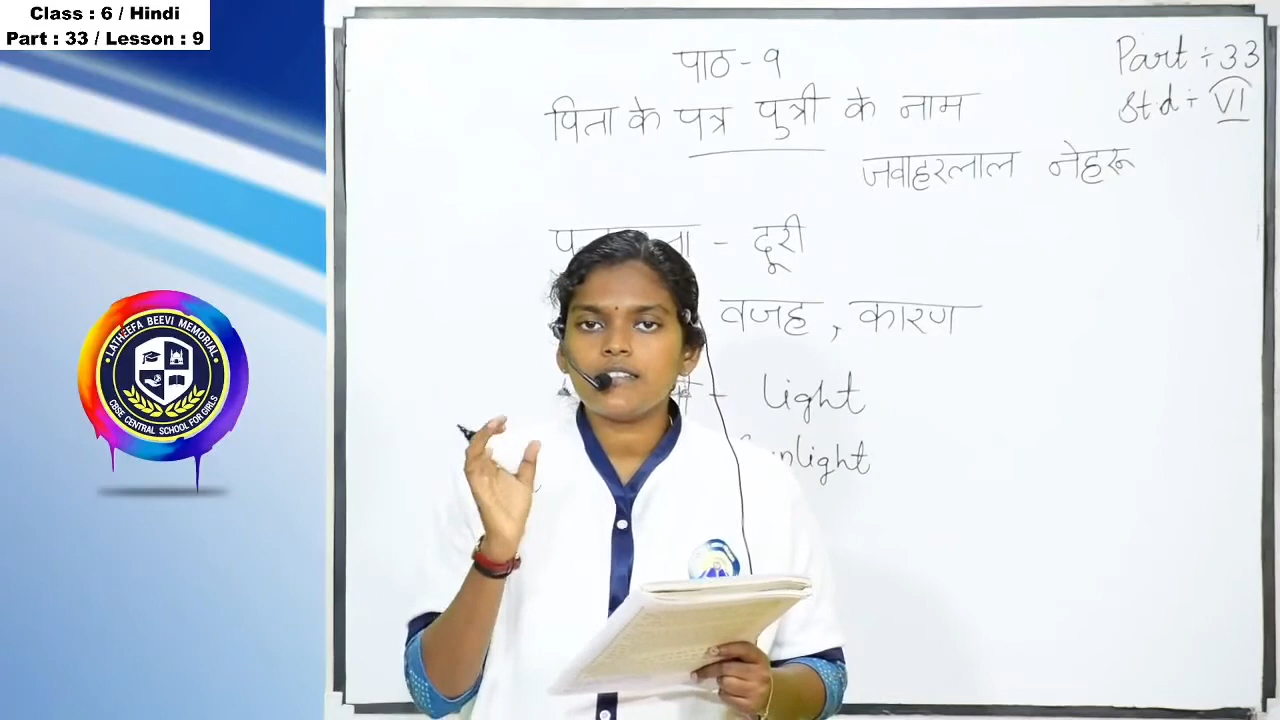 Class : 6 / Hindi
Part : 33 / Lesson : 9
पाठ - ९
Part ÷ 33
Std ÷ VI
पिता के पत्र पुत्री के नाम
जवाहरलाल नेहरू
- दूरी
वजह , कारण
- light
LATHEEFA BEEVI MEMORIAL
CBSE CENTRAL SCHOOL FOR GIRLS